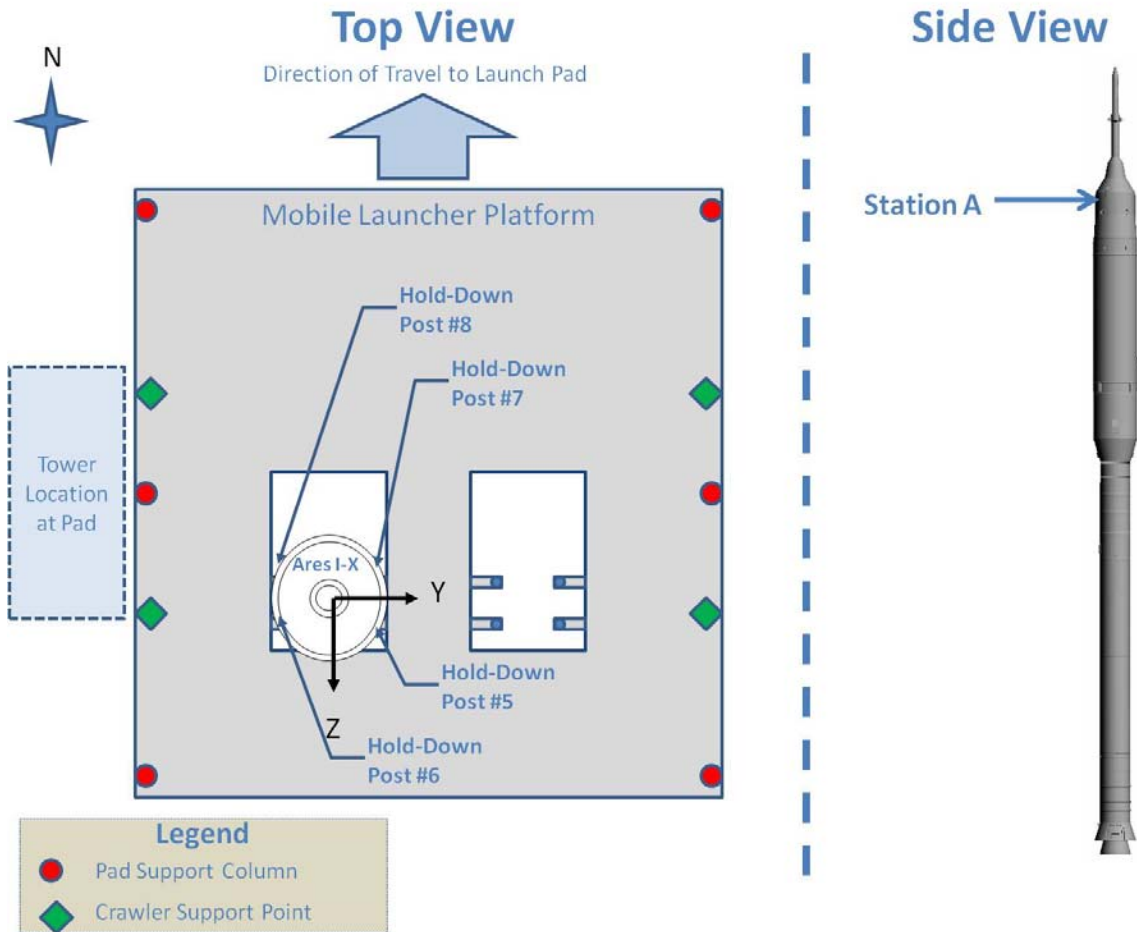 Top View
Side View
N
Direction of Travel to Launch Pad
Station A
Mobile Launcher Platform
Hold-Down
Post #8
Hold-Down
Post #7
Tower
Location
at Pad
Ares I-X
Y
Hold-Down
Post #5
Z
Hold-Down
Post #6
Legend
Pad Support Column
Crawler Support Point